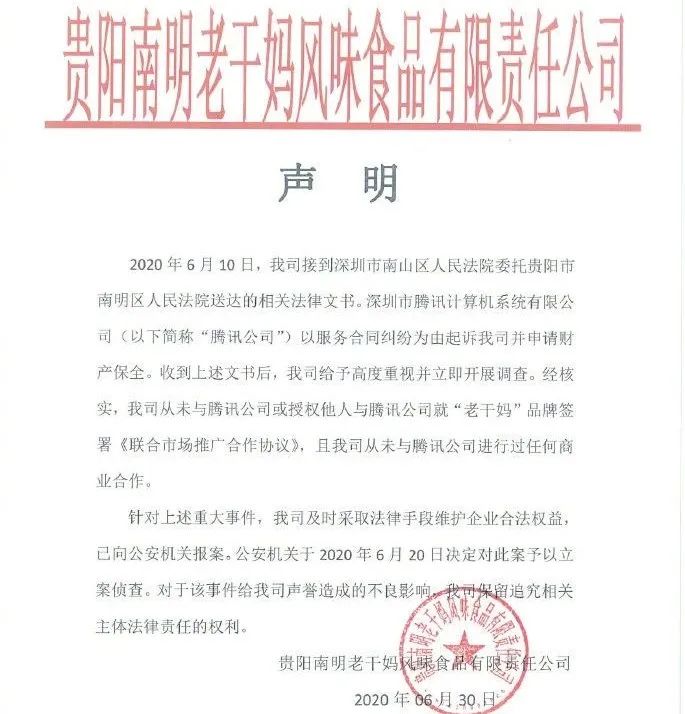 贵阳南明老干妈风味食品有限责任公司
声 明
2020 年 6 月 10 日，我司接到深圳市南山区人民法院委托贵阳市
南明区人民法院送达的相关法律文书。深圳市腾讯计算机系统有限公
司（以下简称“腾讯公司”）以服务合同纠纷为由起诉我司并申请财
产保全。收到上述文书后，我司给予高度重视并立即开展调查。经核
实，我司从未与腾讯公司或授权他人与腾讯公司就“老干妈”品牌签
署《联合市场推广合作协议》，且我司从未与腾讯公司进行过任何商
业合作。
针对上述重大事件，我司及时采取法律手段维护企业合法权益，
已向公安机关报案。公安机关于 2020 年 6 月 20 日决定对此案予以立
案侦查。对于该事件给我司声誉造成的不良影响，我司保留追究相关
主体法律责任的权利。
贵阳南明老干妈风味食品有限责任公司
2020 年 06 月 30 日
贵阳南明老干妈风味食品有限责任公司